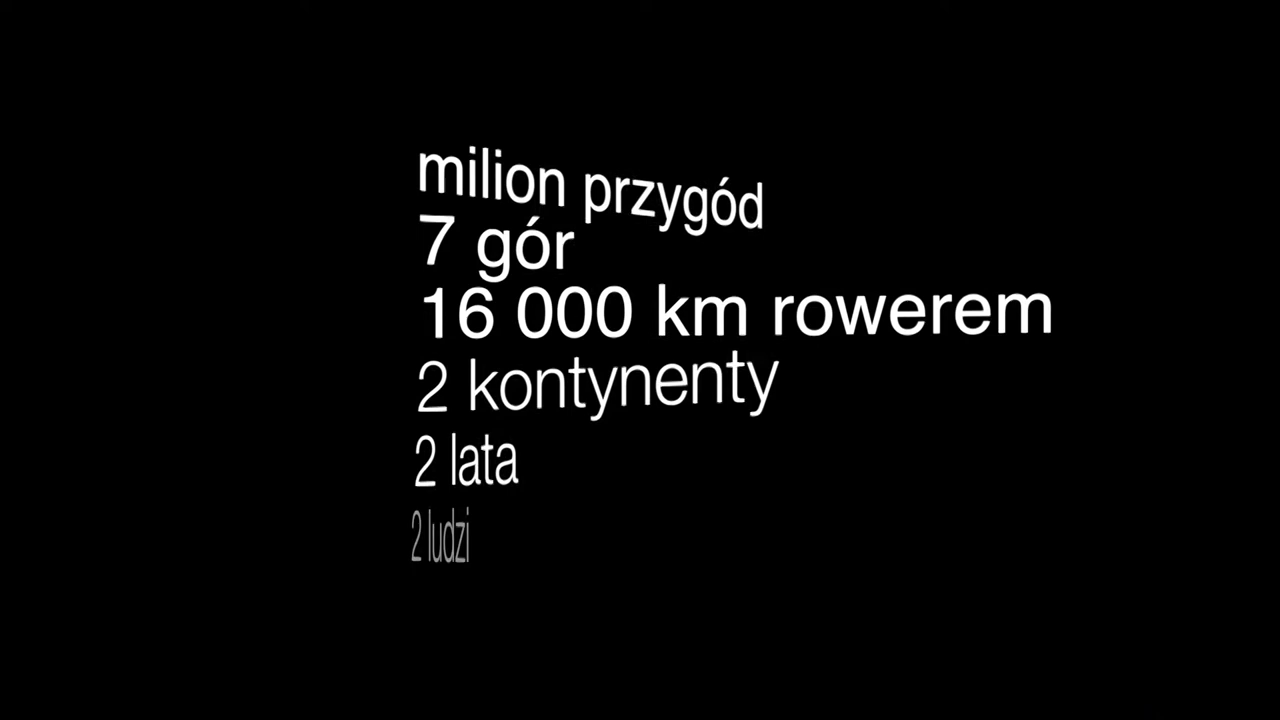 milion przygód
7 gór
16 000 km rowerem
2 kontynenty
2 lata
2 ludzi